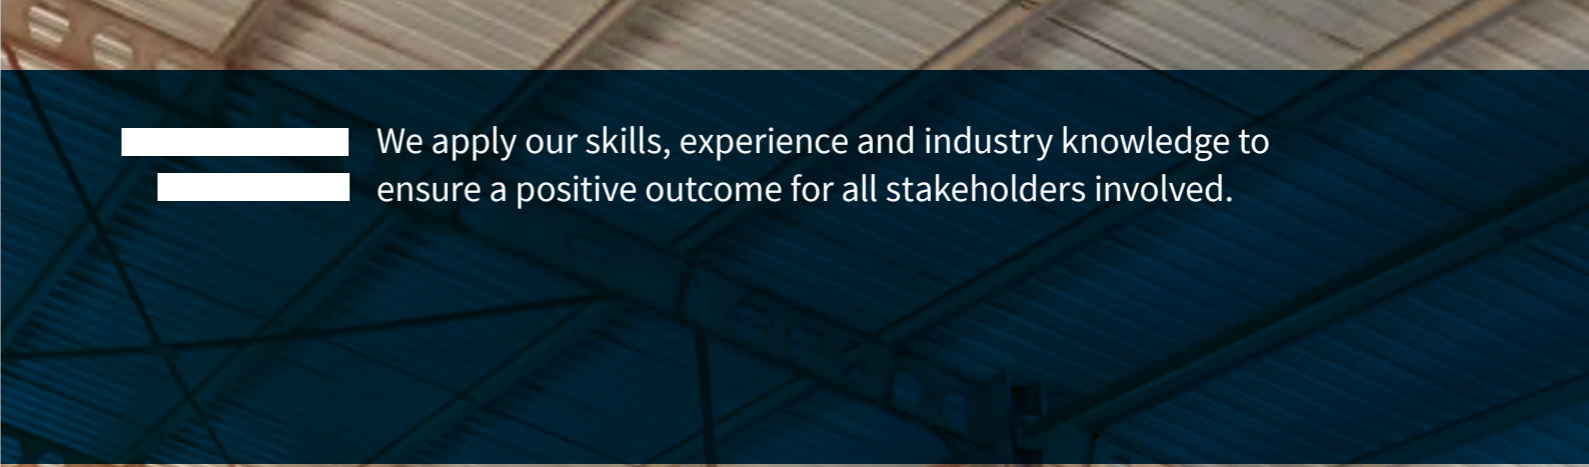 We apply our skills, experience and industry knowledge to
ensure a positive outcome for all stakeholders involved.